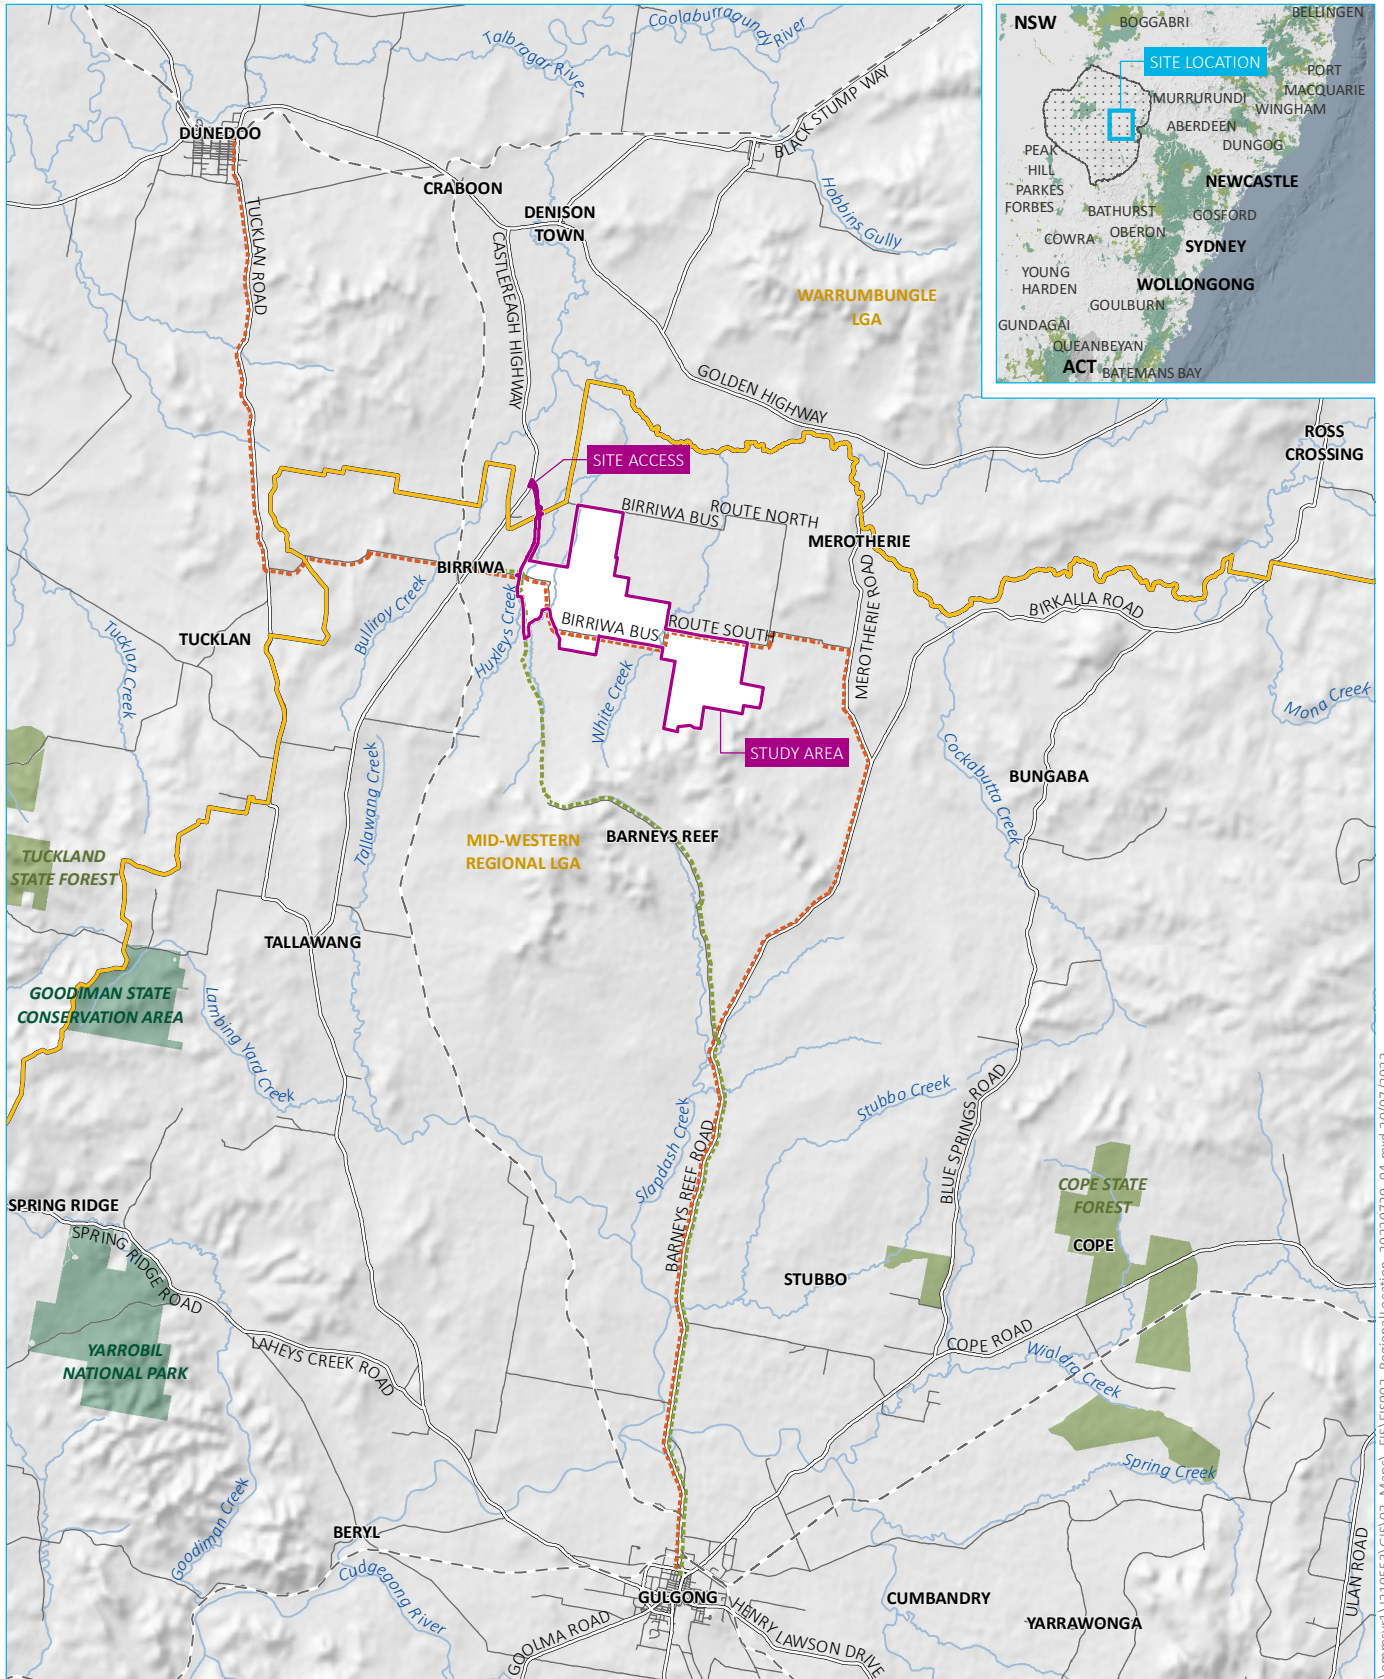 Coolaburragundy River
Talbragar River
BLACK STUMP WAY
DUNEDOO
CRABOON
DENISON
TOWN
Hobbins Gully
TUCKLAN ROAD
CASTLEREAGH HIGHWAY
WARRUMBUNGLE
LGA
GOLDEN HIGHWAY
NSW
BOGGABRI
BELLINGEN
SITE LOCATION
PORT
MACQUARIE
MURRURUNDI
WINGHAM
ABERDEEN
DUNGOG
PEAK
HILL
NEWCASTLE
PARKES
FORBES
BATHURST
GOSFORD
OBERON
COWRA
SYDNEY
YOUNG
HARDEN
WOLLONGONG
GOULBURN
GUNDAGAI
QUEANBEYAN
ACT
BATEMANS BAY
ROSS
CROSSING
SITE ACCESS
BIRRIWA BUS
ROUTE NORTH
MEROTHERIE
BIRRIWA
MEROTHERIE ROAD
BIRKALLA ROAD
Bulliroy Creek
Huxleys Creek
BIRRIWA BUS
ROUTE SOUTH
TUCKLAN
Tucklan Creek
White Creek
Mona Creek
STUDY AREA
Cockabutta Creek
BUNGABA
Tallawang Creek
MID-WESTERN
REGIONAL LGA
BARNEYS REEF
TUCKLAND
STATE FOREST
TALLAWANG
GOODIMAN STATE
CONSERVATION AREA
Lambing Yard Creek
Stubbo Creek
BLUE SPRINGS ROAD
Slapdash Creek
BARNEYS REEF ROAD
COPE STATE
FOREST
COPE
SPRING RIDGE
SPRING RIDGE ROAD
STUBBO
YARROBIL
NATIONAL PARK
LAHEYS CREEK ROAD
COPE ROAD
Wialdra Creek
Spring Creek
Goodiman Creek
BERYL
Cudgegong River
GULGONG
GOOLMA ROAD
HENRY LAWSON DRIVE
CUMBANDRY
YARRAWONGA
ULAN ROAD